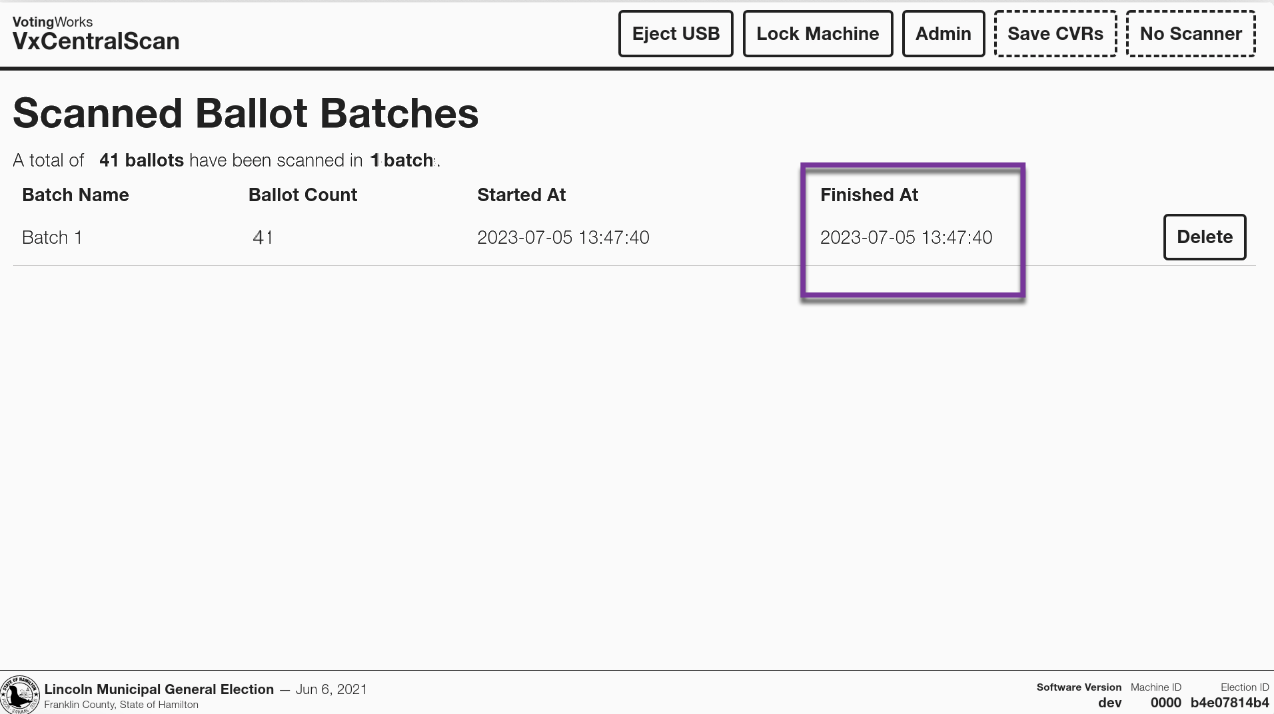 VotingWorks
VxCentralScan
Eject USB
Lock Machine
Admin
Save CVRs
No Scanner
Scanned Ballot Batches
A total of 41 ballots have been scanned in 1 batch.
Batch Name Ballot Count Started At Finished At
Batch 1 41 2023-07-05 13:47:40 2023-07-05 13:47:40 Delete
Lincoln Municipal General Election — Jun 6, 2021
Franklin County, State of Hamilton
Software Version Machine ID Election ID
dev 0000 b4e07814b4